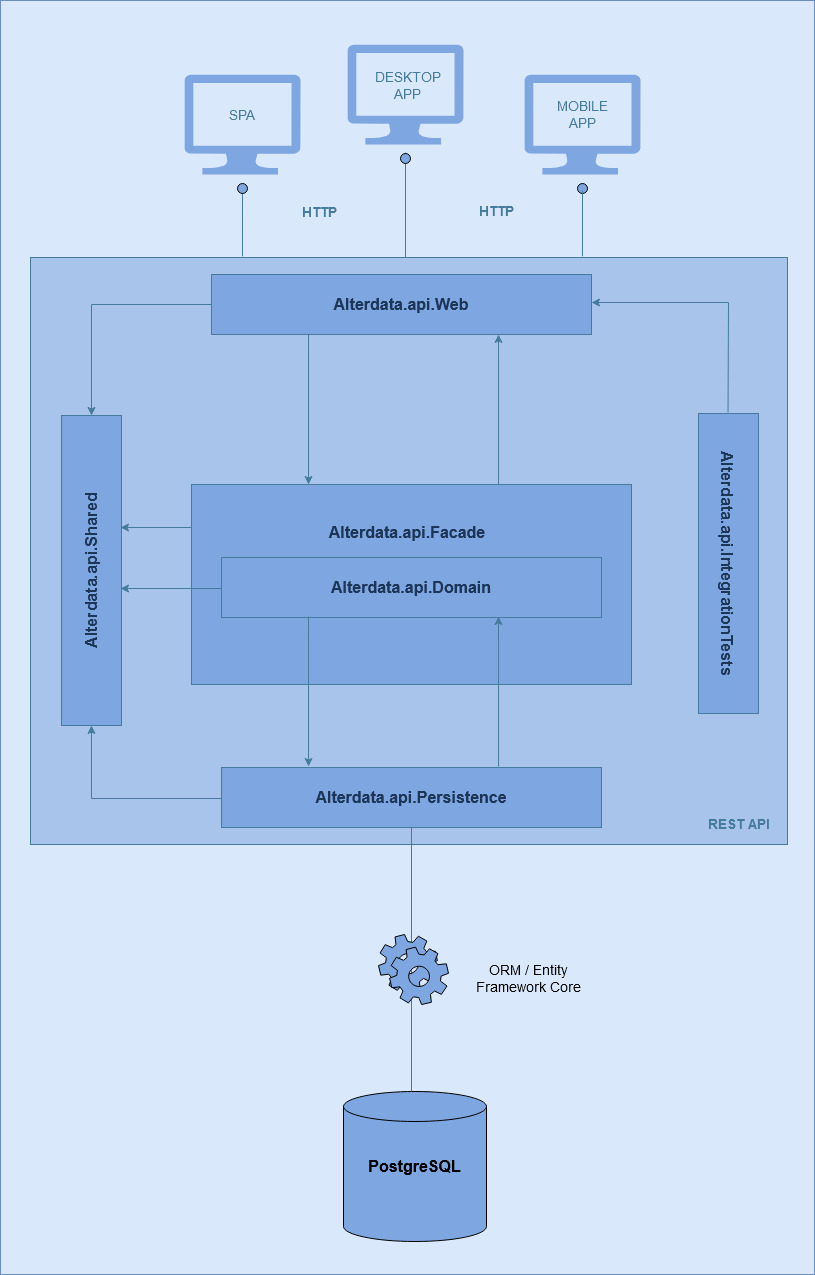 DESKTOP
APP
SPA
MOBILE
APP
HTTP
HTTP
Alterdata.api.Web
Alterdata.api.Shared
Alterdata.api.Facade
Alterdata.api.Domain
Alterdata.api.IntegrationTests
Alterdata.api.Persistence
REST API
ORM / Entity
Framework Core
PostgreSQL